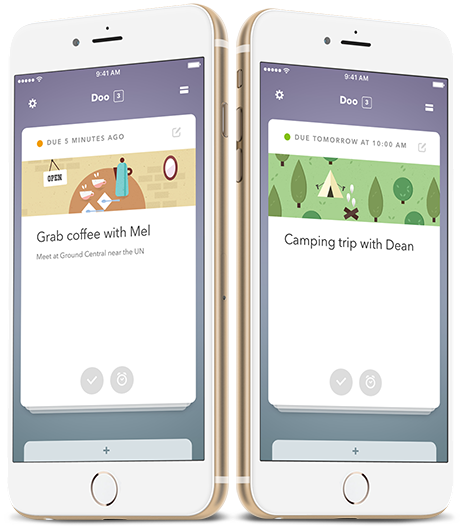 9:41 AM
Doo 3
DUE 5 MINUTES AGO
OPEN
Grab coffee with Mel
Meet at Ground Central near the UN
+
9:41 AM
Doo 3
DUE TOMORROW AT 10:00 AM
Camping trip with Dean
+